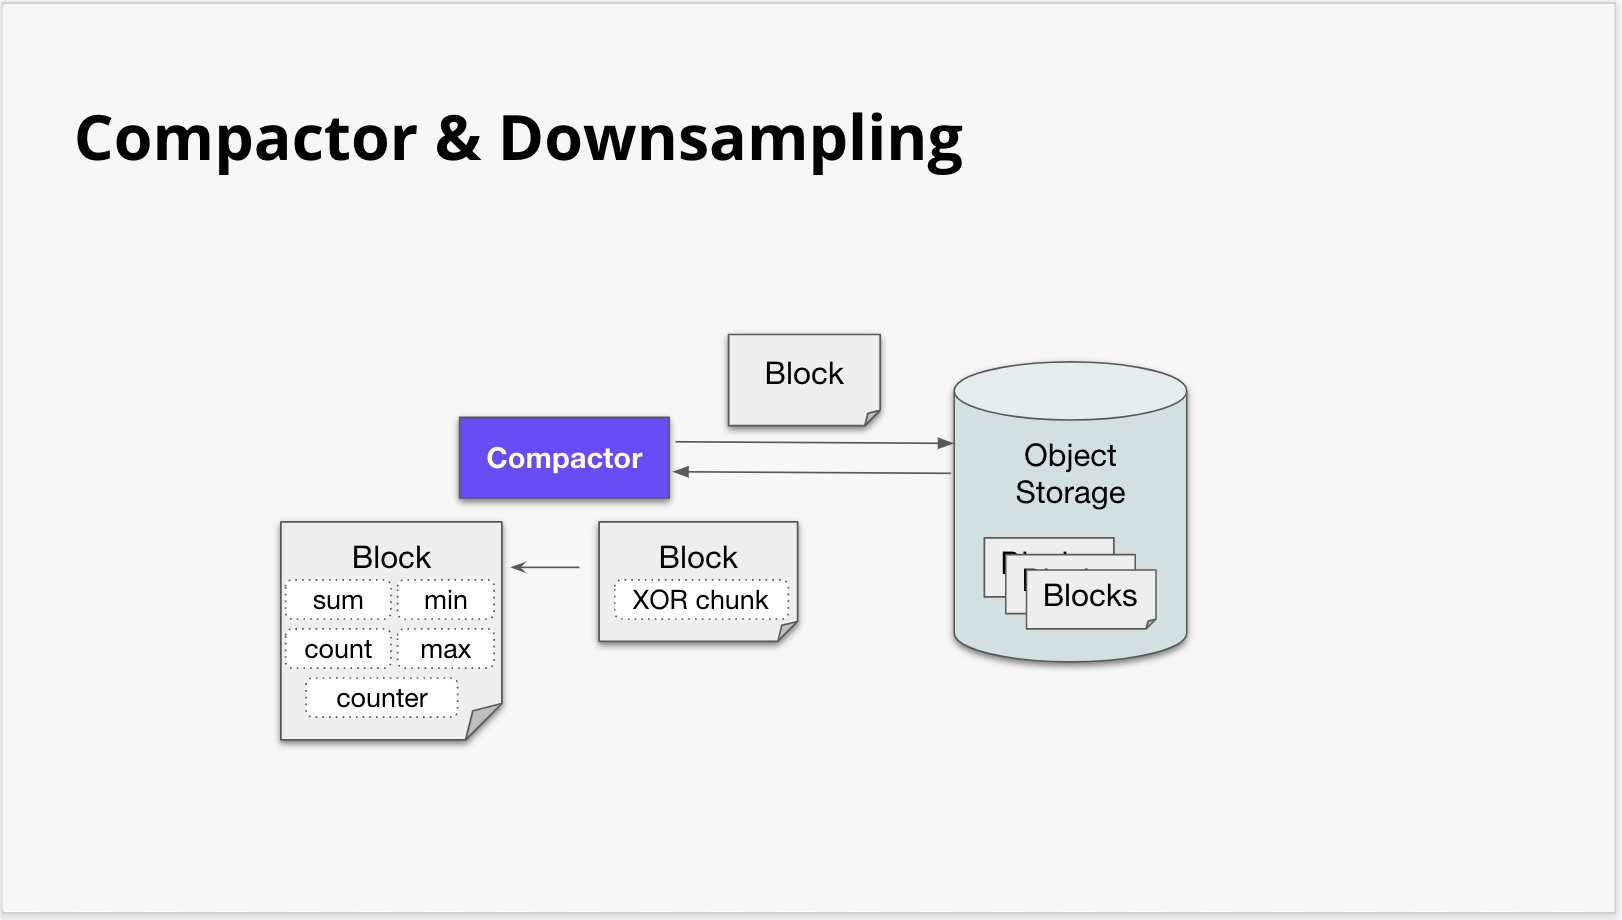 Compactor & Downsampling
Block
Compactor
Object
Storage
Block
sum
min
count
max
counter
Block
XOR chunk
Blocks